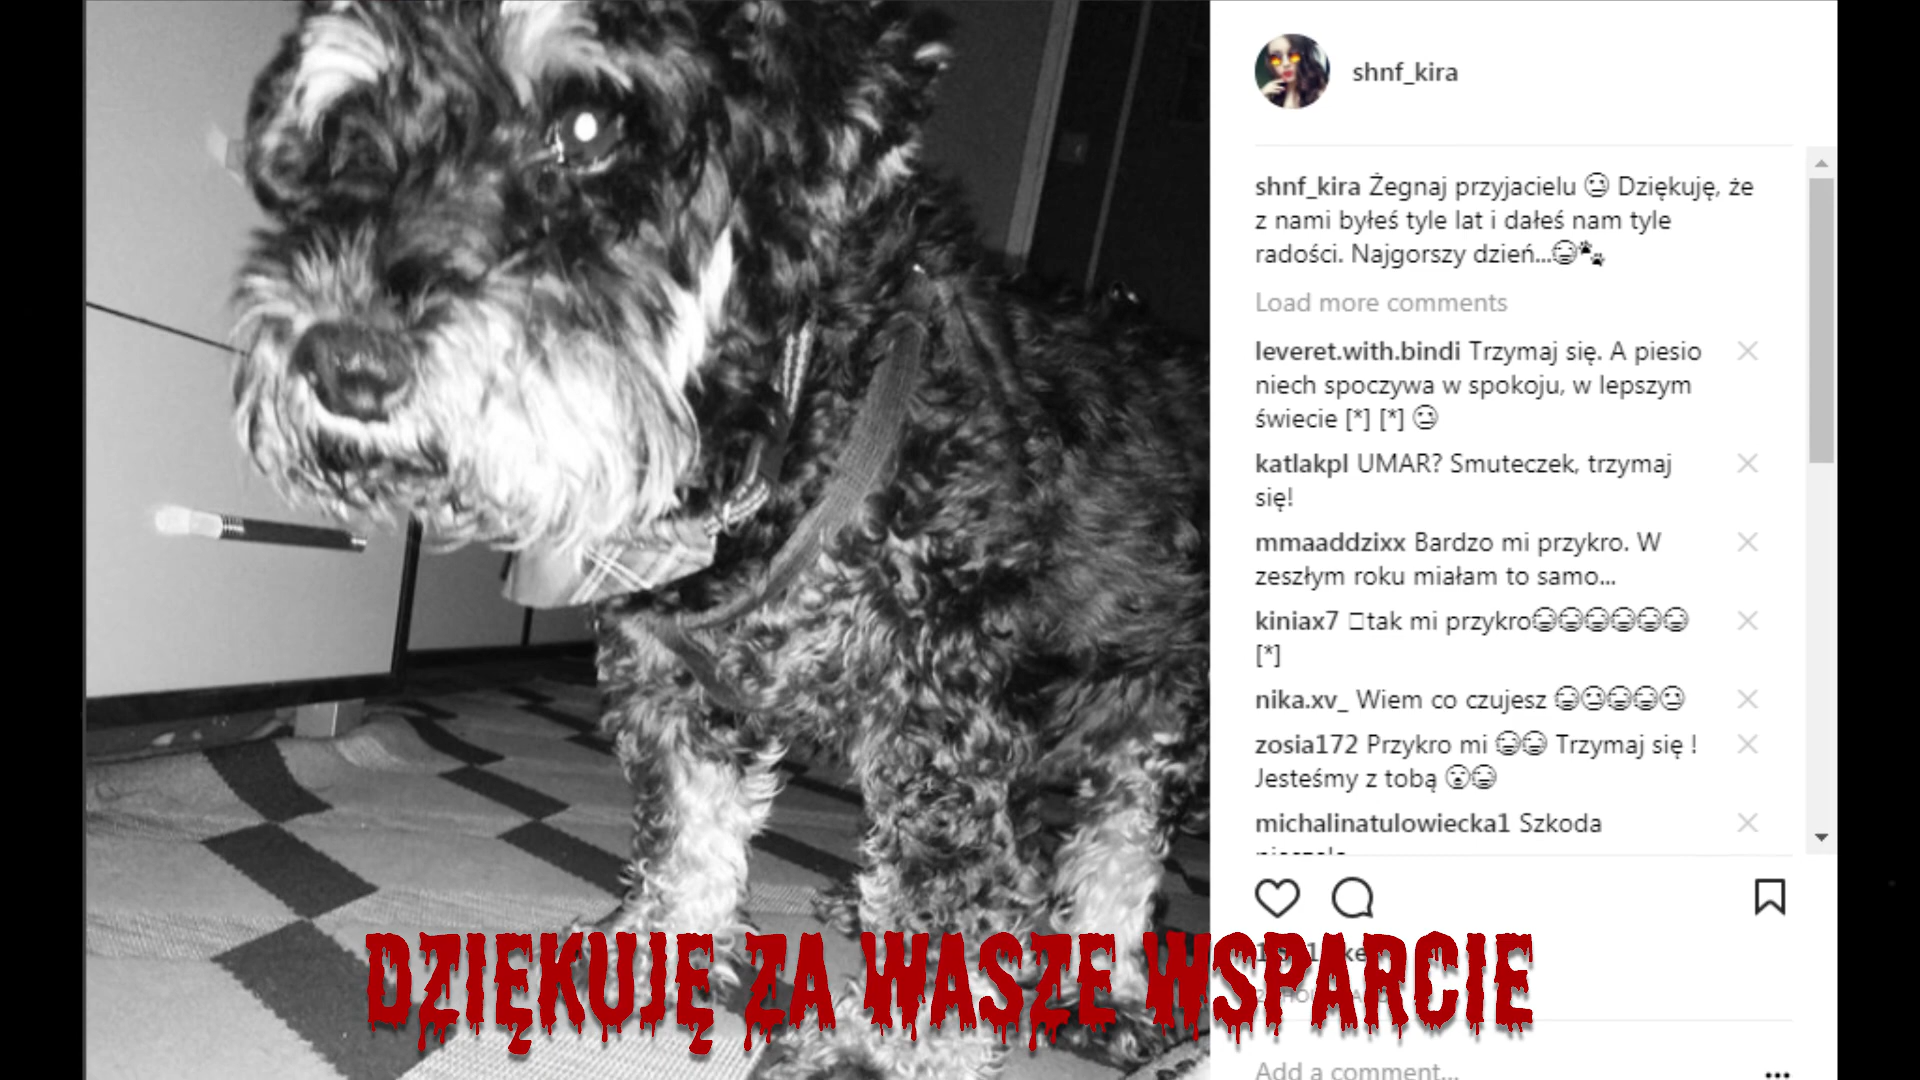 shnf_kira
shnf_kira Żegnaj przyjacielu 😢 Dziękuję, że
z nami byłeś tyle lat i dałeś nam tyle
radości. Najgorszy dzień...😭🐾
Load more comments
leveret.with.bindi Trzymaj się. A piesio
niech spoczywa w spokoju, w lepszym
świecie [*] [*] 😢
katlakpl UMAR? Smuteczek, trzymaj
się!
mmaaddzixx Bardzo mi przykro. W
zeszłym roku miałam to samo...
kiniax7 tak mi przykro😭😭😭😭😭😭
[*]
nika.xv_ Wiem co czujesz 😭😢😭😭😢
zosia172 Przykro mi 😭😭 Trzymaj się !
Jesteśmy z tobą 😭
michalinatulowiecka1 Szkoda
DZIĘKUJĘ ZA WASZE WSPARCIE
Add a comment...